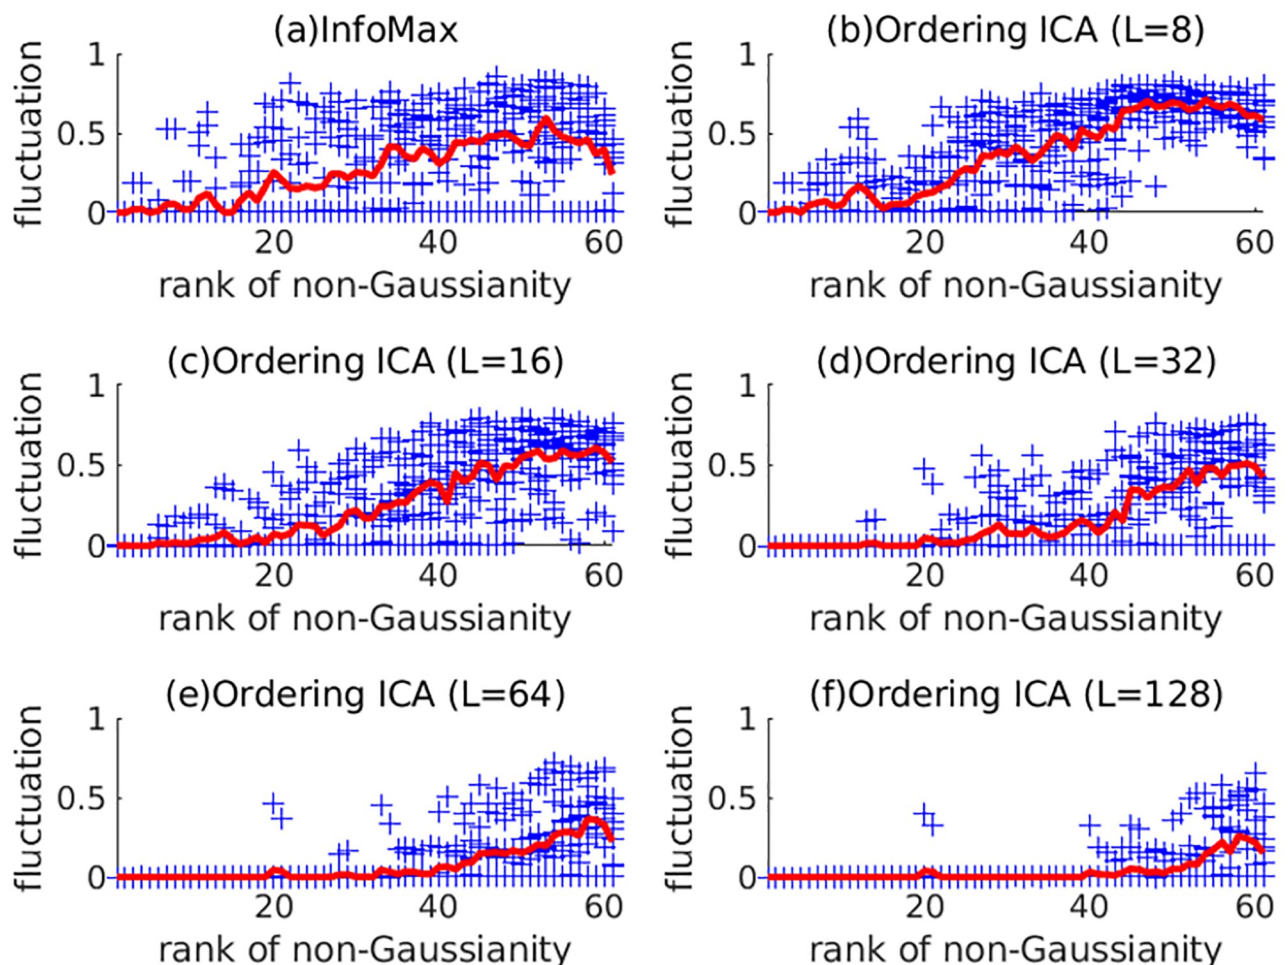 (a)InfoMax
fluctuation
1
0.5
0
20 40 60
rank of non-Gaussianity
(b)Ordering ICA (L=8)
fluctuation
1
0.5
0
20 40 60
rank of non-Gaussianity
(c)Ordering ICA (L=16)
fluctuation
1
0.5
0
20 40 60
rank of non-Gaussianity
(d)Ordering ICA (L=32)
fluctuation
1
0.5
0
20 40 60
rank of non-Gaussianity
(e)Ordering ICA (L=64)
fluctuation
1
0.5
0
20 40 60
rank of non-Gaussianity
(f)Ordering ICA (L=128)
fluctuation
1
0.5
0
20 40 60
rank of non-Gaussianity